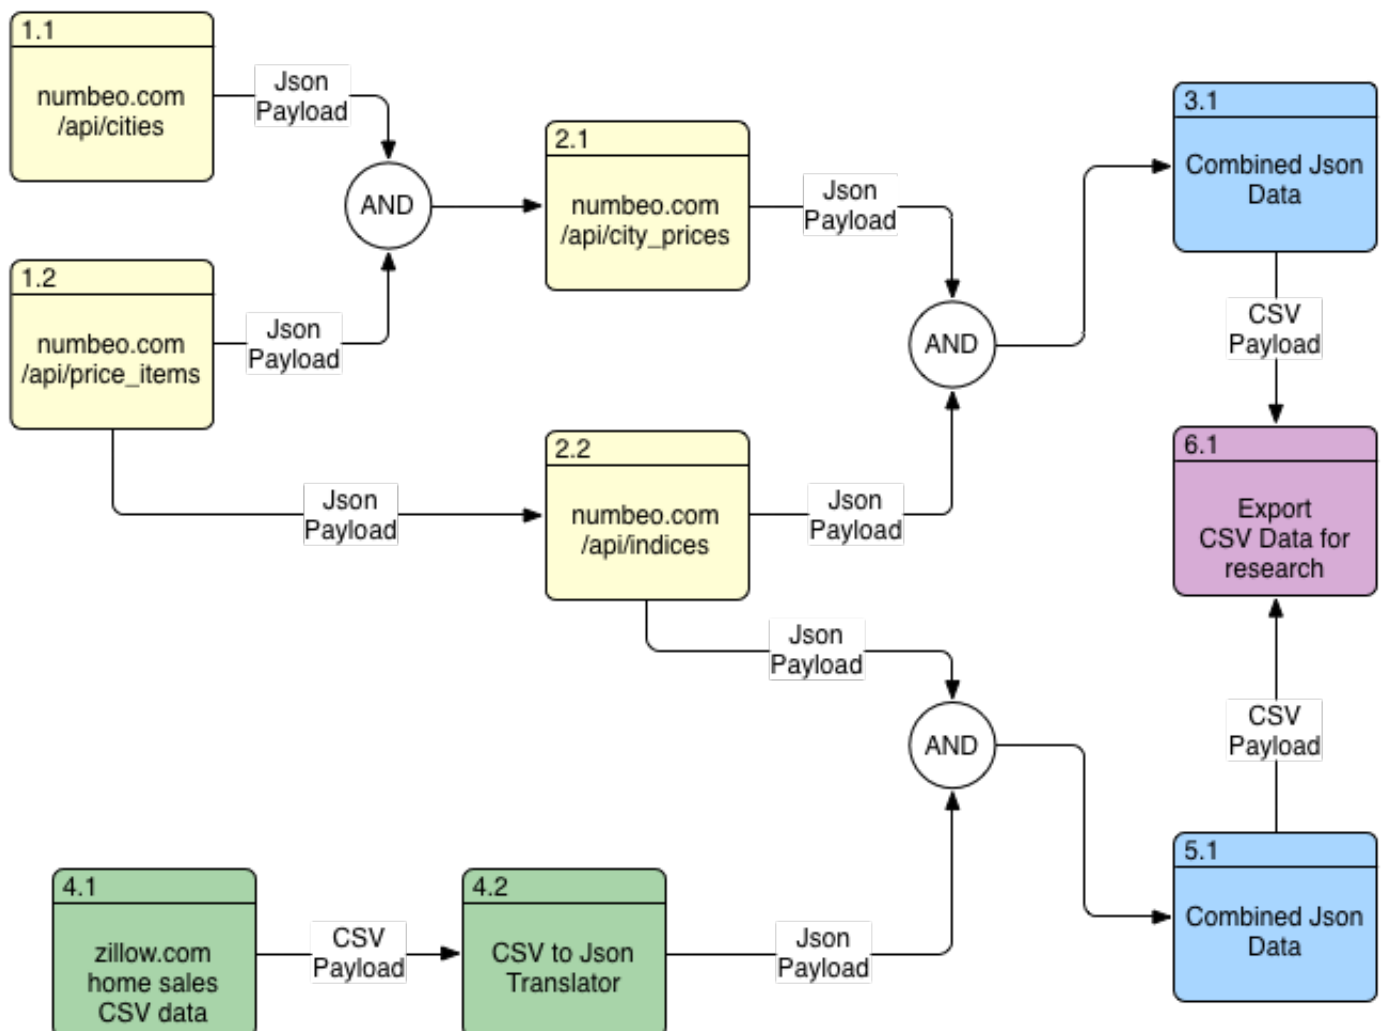 1.1
numbeo.com
/api/cities
Json
Payload
AND
1.2
numbeo.com
/api/price_items
Json
Payload
Json
Payload
2.1
numbeo.com
/api/city_prices
Json
Payload
2.2
numbeo.com
/api/indices
Json
Payload
AND
3.1
Combined Json
Data
CSV
Payload
6.1
Export
CSV Data for
research
Json
Payload
AND
CSV
Payload
4.1
zillow.com
home sales
CSV data
CSV
Payload
4.2
CSV to Json
Translator
Json
Payload
5.1
Combined Json
Data